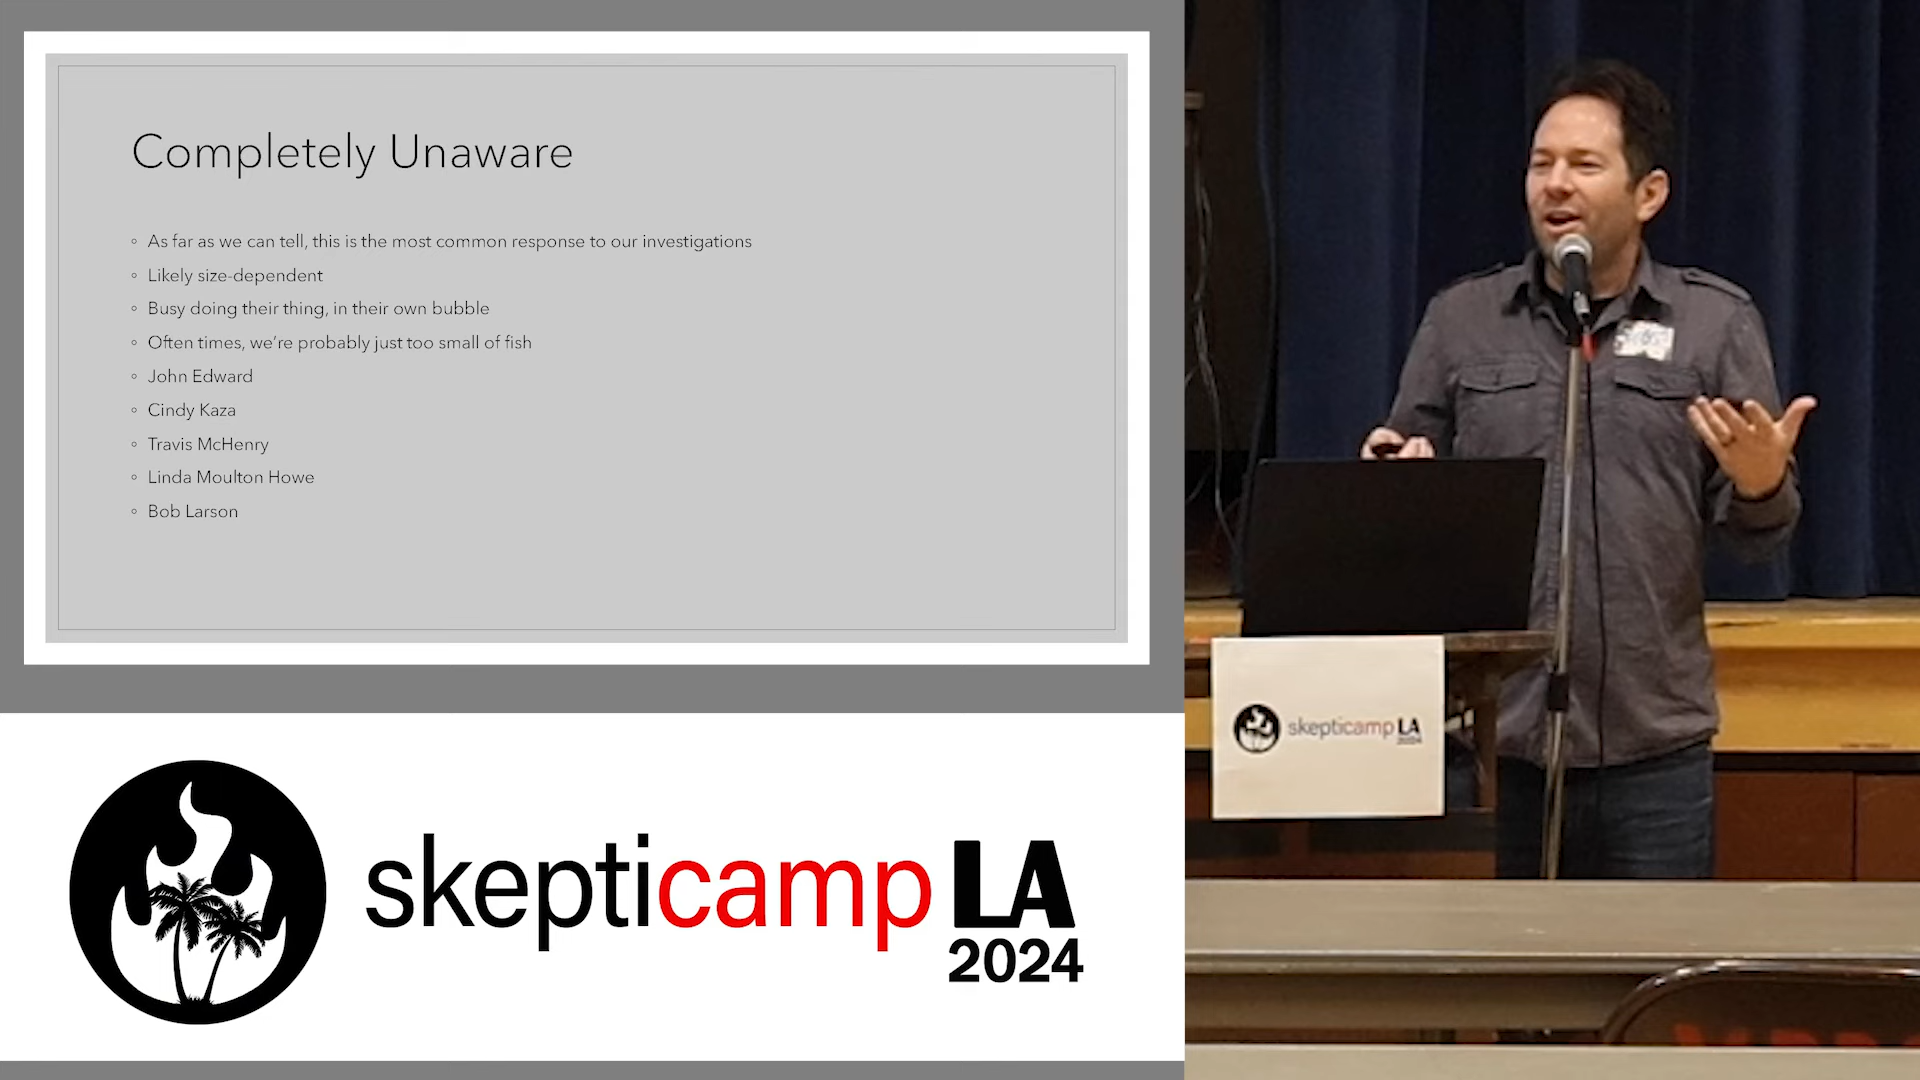 Completely Unaware
As far as we can tell, this is the most common response to our investigations
Likely size-dependent
Busy doing their thing, in their own bubble
Often times, we're probably just too small of fish
John Edward
Cindy Kaza
Travis McHenry
Linda Moulton Howe
Bob Larson
skepticamp LA
2024
skepticamp LA
2024